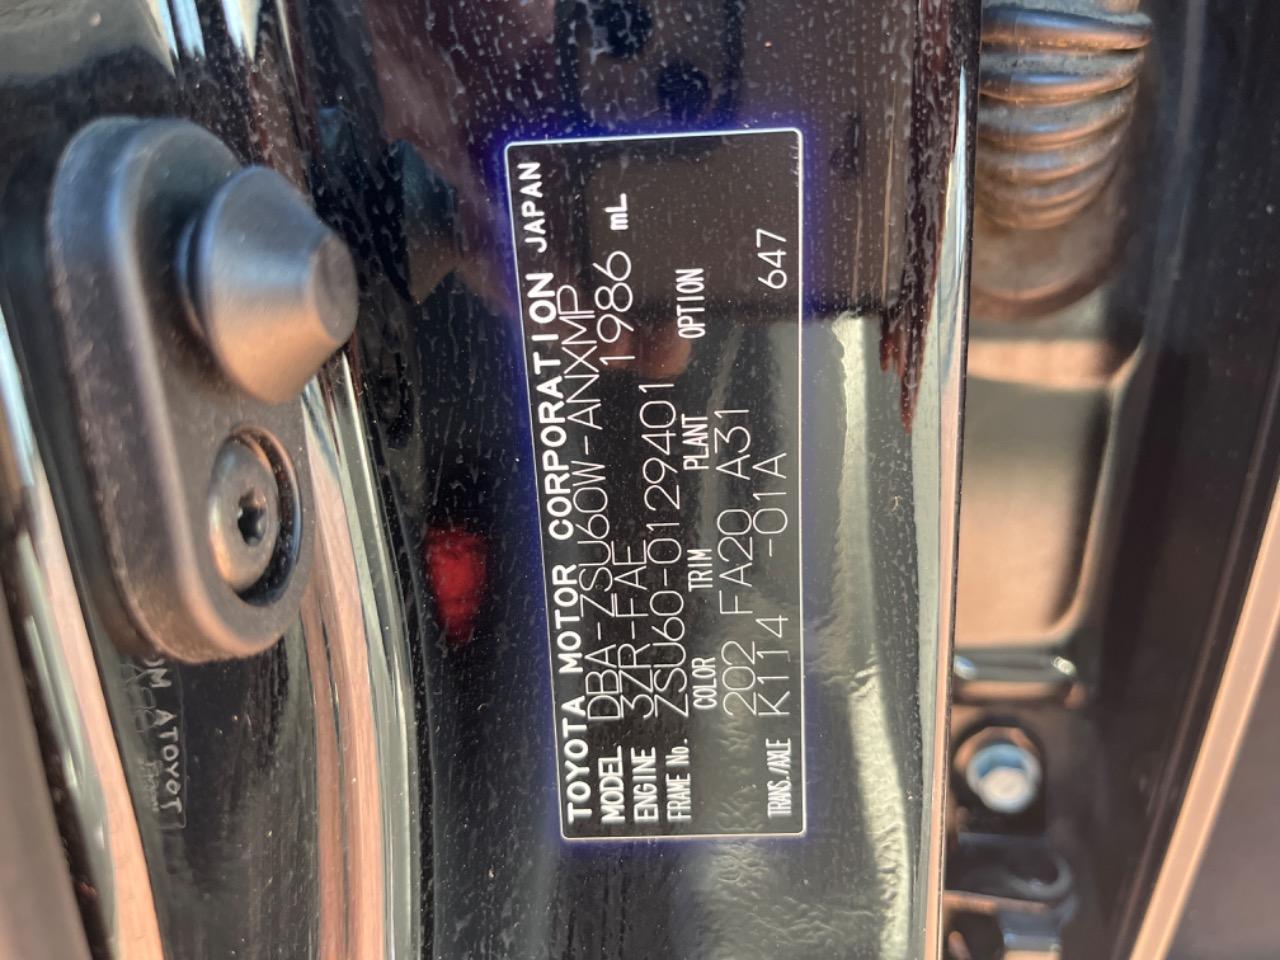 TOYOTA MOTOR CORPORATION JAPAN
MODEL DBA-ZSU60W-ANXMP
ENGINE 3ZR-FAE 1986 mL
FRAME No. ZSU60-0129401
COLOR TRIM PLANT OPTION
202 FA20 A31
TRANS./AXLE K114 -01A 647